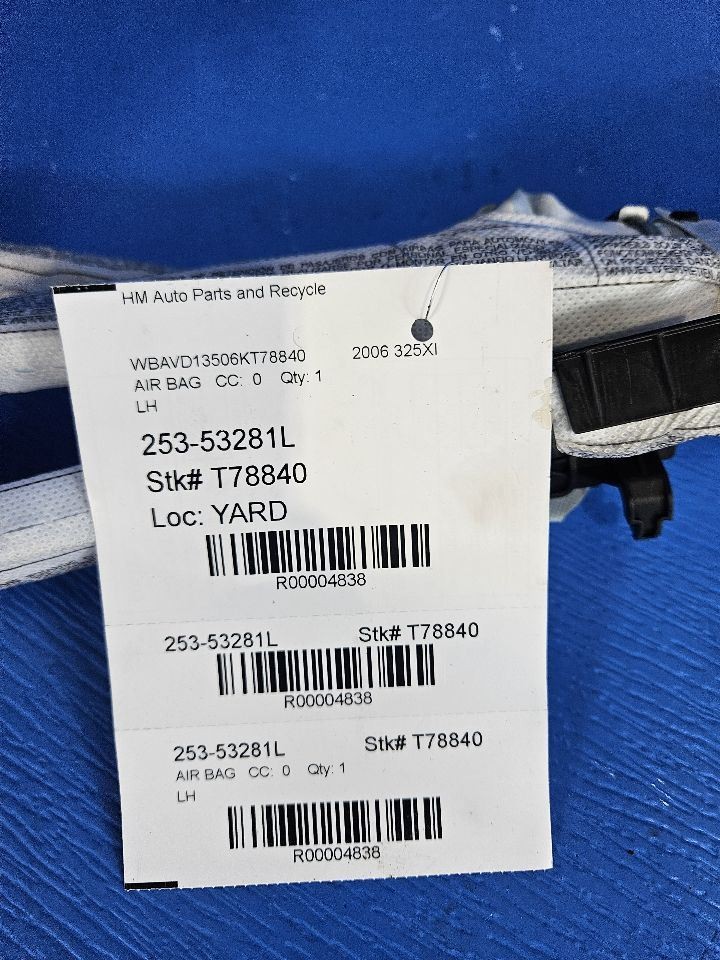 HM Auto Parts and Recycle
WBAVD13506KT78840 2006 325XI
AIR BAG CC: 0 Qty: 1
LH
253-53281L
Stk# T78840
Loc: YARD
R00004838
253-53281L Stk# T78840
R00004838
253-53281L Stk# T78840
AIR BAG CC: 0 Qty: 1
LH
R00004838